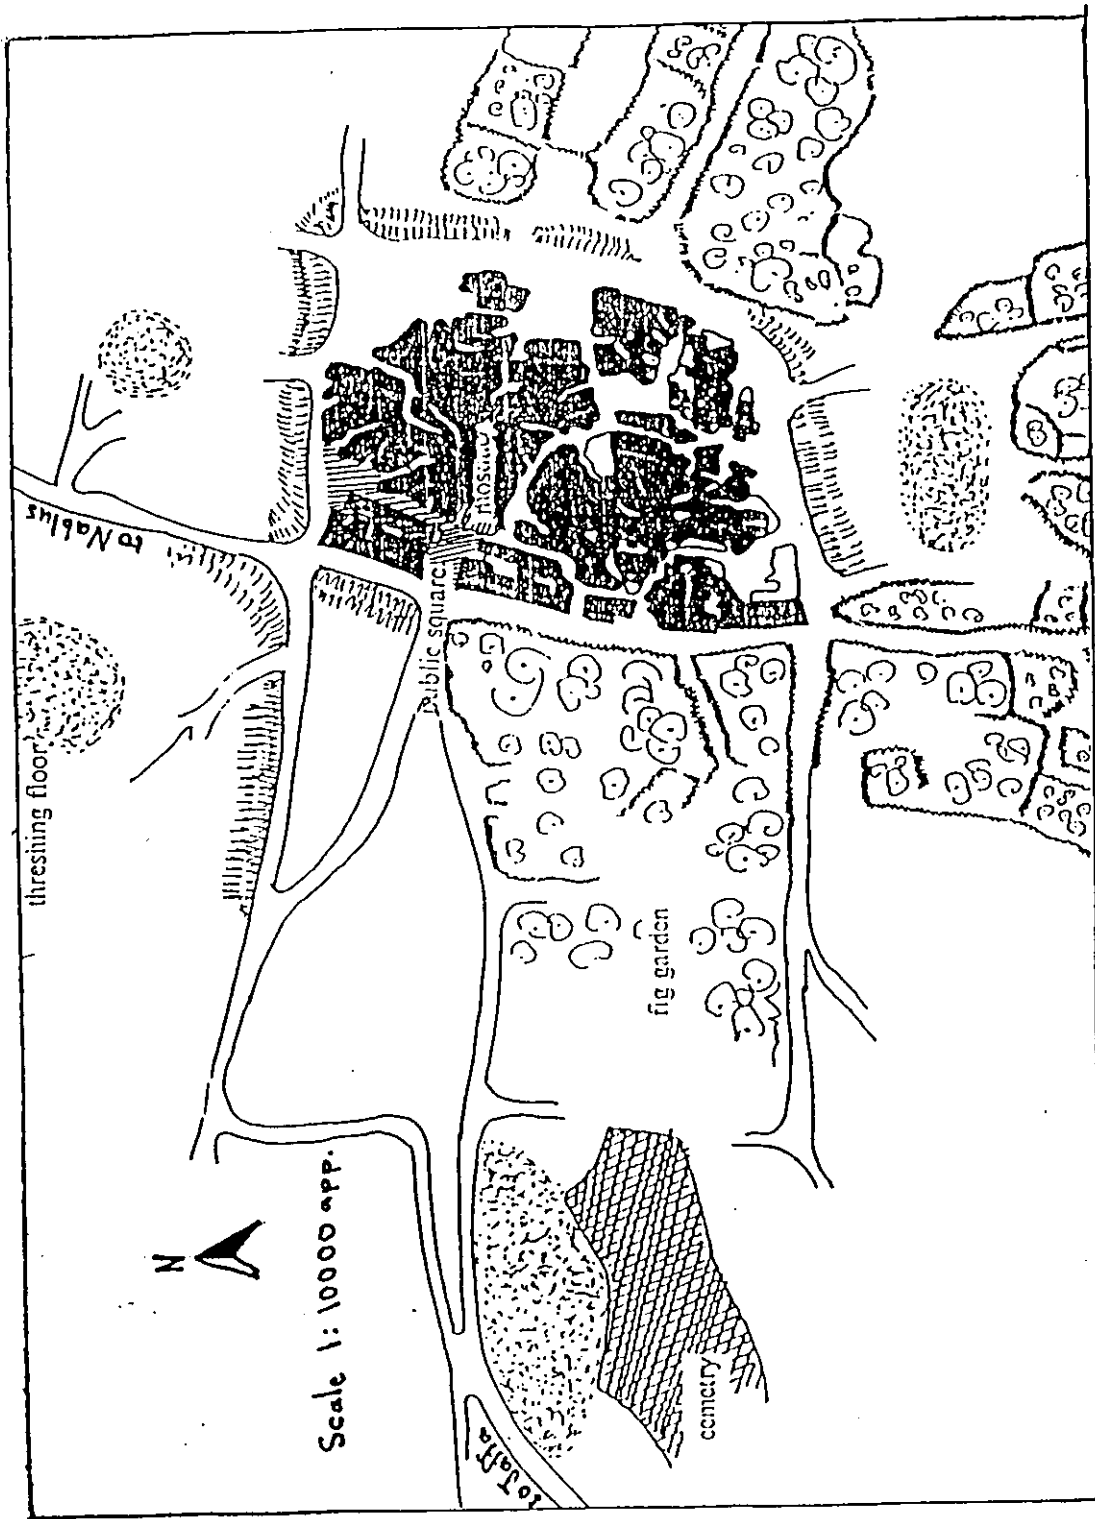 threshing floor
to Nablus
public square
mosque
fig garden
N
Scale 1: 10000 app.
cemetry
to Jaffa